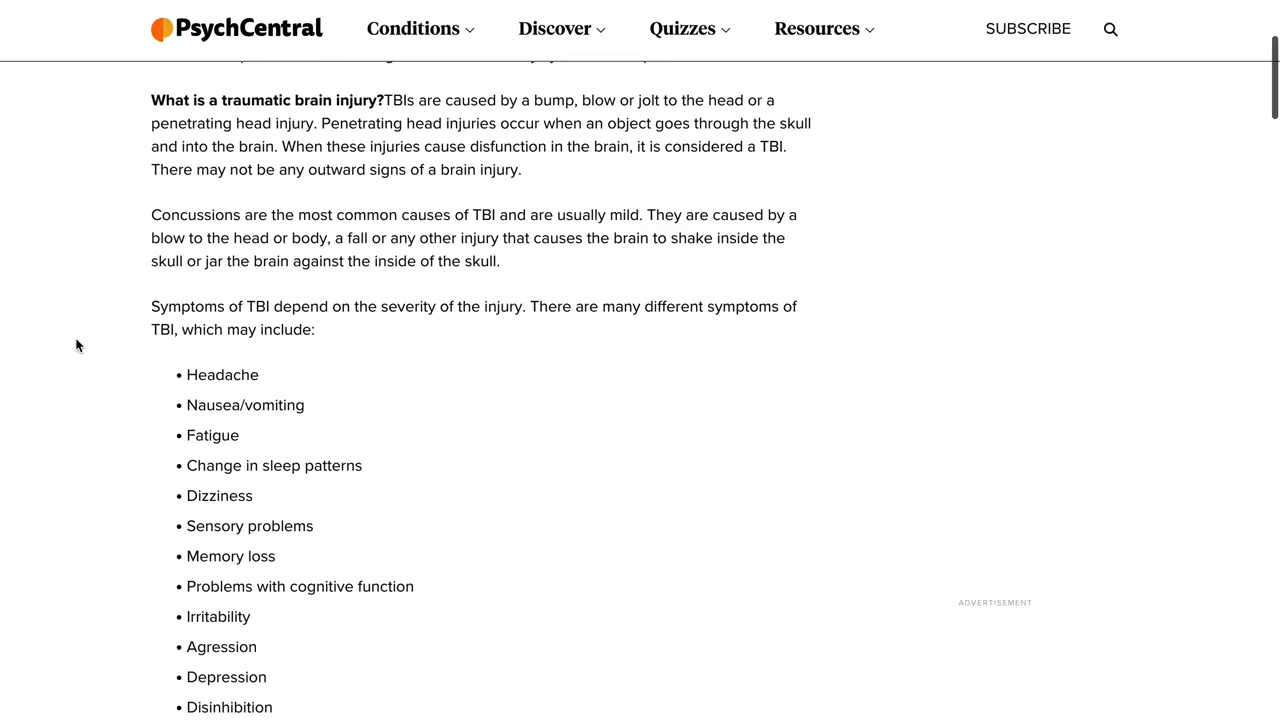 PsychCentral
Conditions
Discover
Quizzes
Resources
SUBSCRIBE
What is a traumatic brain injury?TBIs are caused by a bump, blow or jolt to the head or a
penetrating head injury. Penetrating head injuries occur when an object goes through the skull
and into the brain. When these injuries cause disfunction in the brain, it is considered a TBI.
There may not be any outward signs of a brain injury.
Concussions are the most common causes of TBI and are usually mild. They are caused by a
blow to the head or body, a fall or any other injury that causes the brain to shake inside the
skull or jar the brain against the inside of the skull.
Symptoms of TBI depend on the severity of the injury. There are many different symptoms of
TBI, which may include:
• Headache
• Nausea/vomiting
• Fatigue
• Change in sleep patterns
• Dizziness
• Sensory problems
• Memory loss
• Problems with cognitive function
• Irritability
• Agression
• Depression
• Disinhibition
ADVERTISEMENT